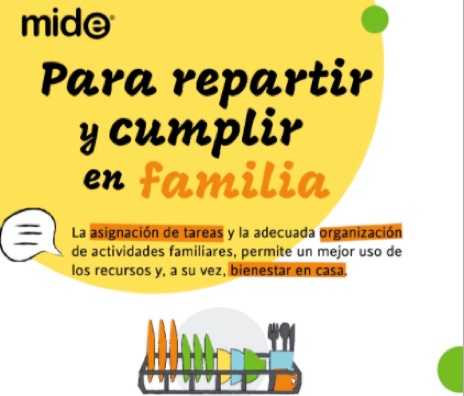 mide®
Para repartir
y cumplir
en familia
La asignación de tareas y la adecuada organización
de actividades familiares, permite un mejor uso de
los recursos y, a su vez, bienestar en casa.